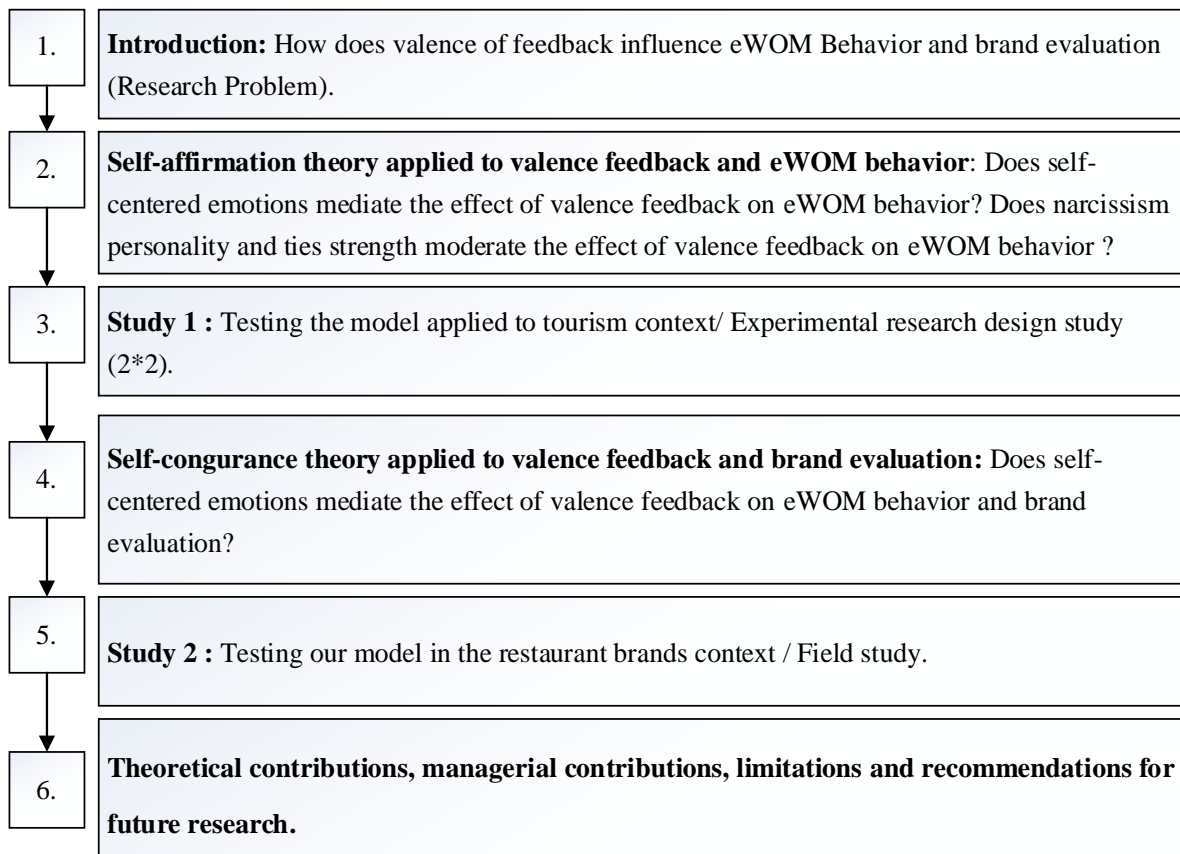 1.
Introduction: How does valence of feedback influence eWOM Behavior and brand evaluation
(Research Problem).
2.
Self-affirmation theory applied to valence feedback and eWOM behavior: Does self-
centered emotions mediate the effect of valence feedback on eWOM behavior? Does narcissism
personality and ties strength moderate the effect of valence feedback on eWOM behavior ?
3.
Study 1 : Testing the model applied to tourism context/ Experimental research design study
(2*2).
4.
Self-congurance theory applied to valence feedback and brand evaluation: Does self-
centered emotions mediate the effect of valence feedback on eWOM behavior and brand
evaluation?
5.
Study 2 : Testing our model in the restaurant brands context / Field study.
6.
Theoretical contributions, managerial contributions, limitations and recommendations for
future research.